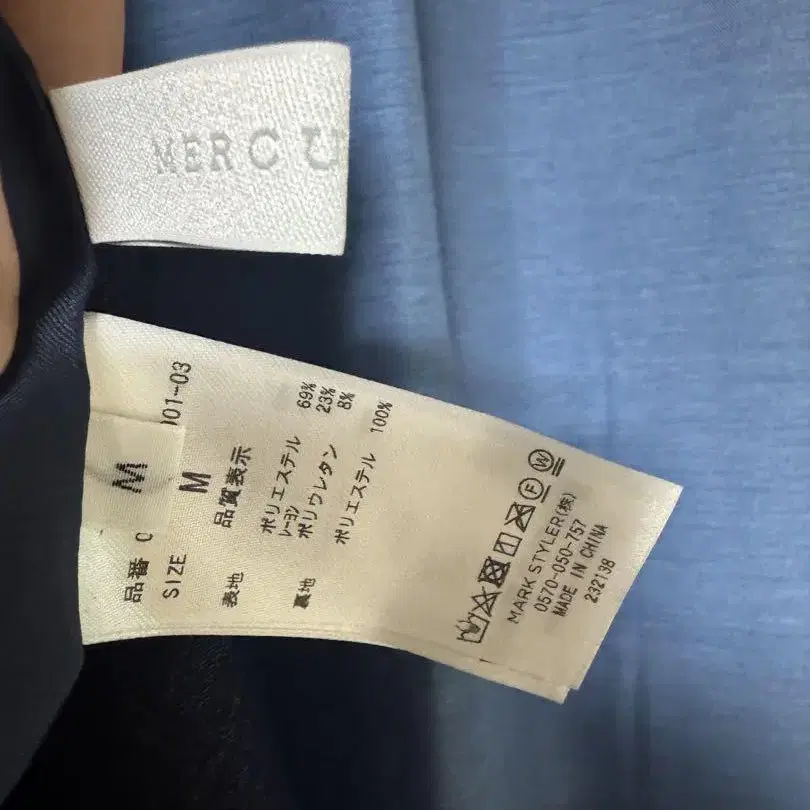 MERCU
M
品番 0 001-03
SIZE M
品質表示
表地 ポリエステル 69%
レーヨン 23%
ポリウレタン 8%
裏地 ポリエステル 100%
F W
MARK STYLER(株)
0570-050-757
MADE IN CHINA
232138